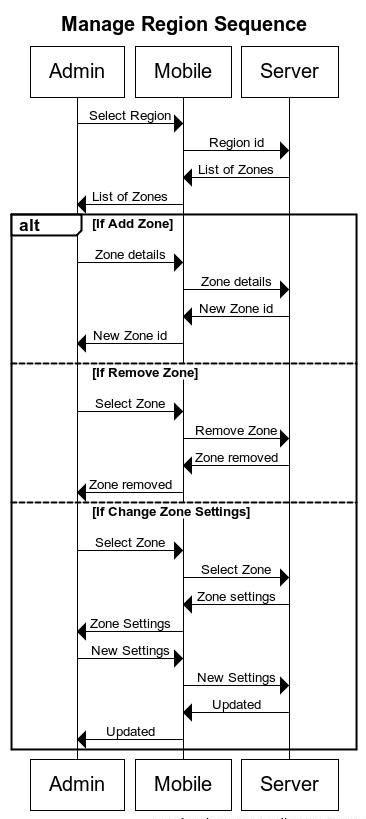 Manage Region Sequence
Admin Mobile Server
Select Region
Region id
List of Zones
List of Zones
alt [If Add Zone]
Zone details
Zone details
New Zone id
New Zone id
[If Remove Zone]
Select Zone
Remove Zone
Zone removed
Zone removed
[If Change Zone Settings]
Select Zone
Select Zone
Zone settings
Zone Settings
New Settings
New Settings
Updated
Updated
Admin Mobile Server